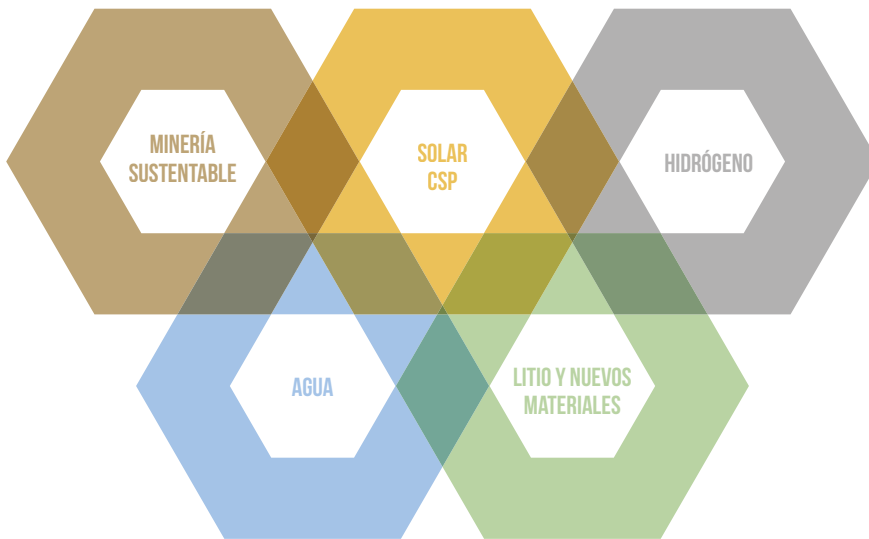 MINERÍA
SUSTENTABLE
SOLAR
CSP
HIDRÓGENO
AGUA
LITIO Y NUEVOS
MATERIALES